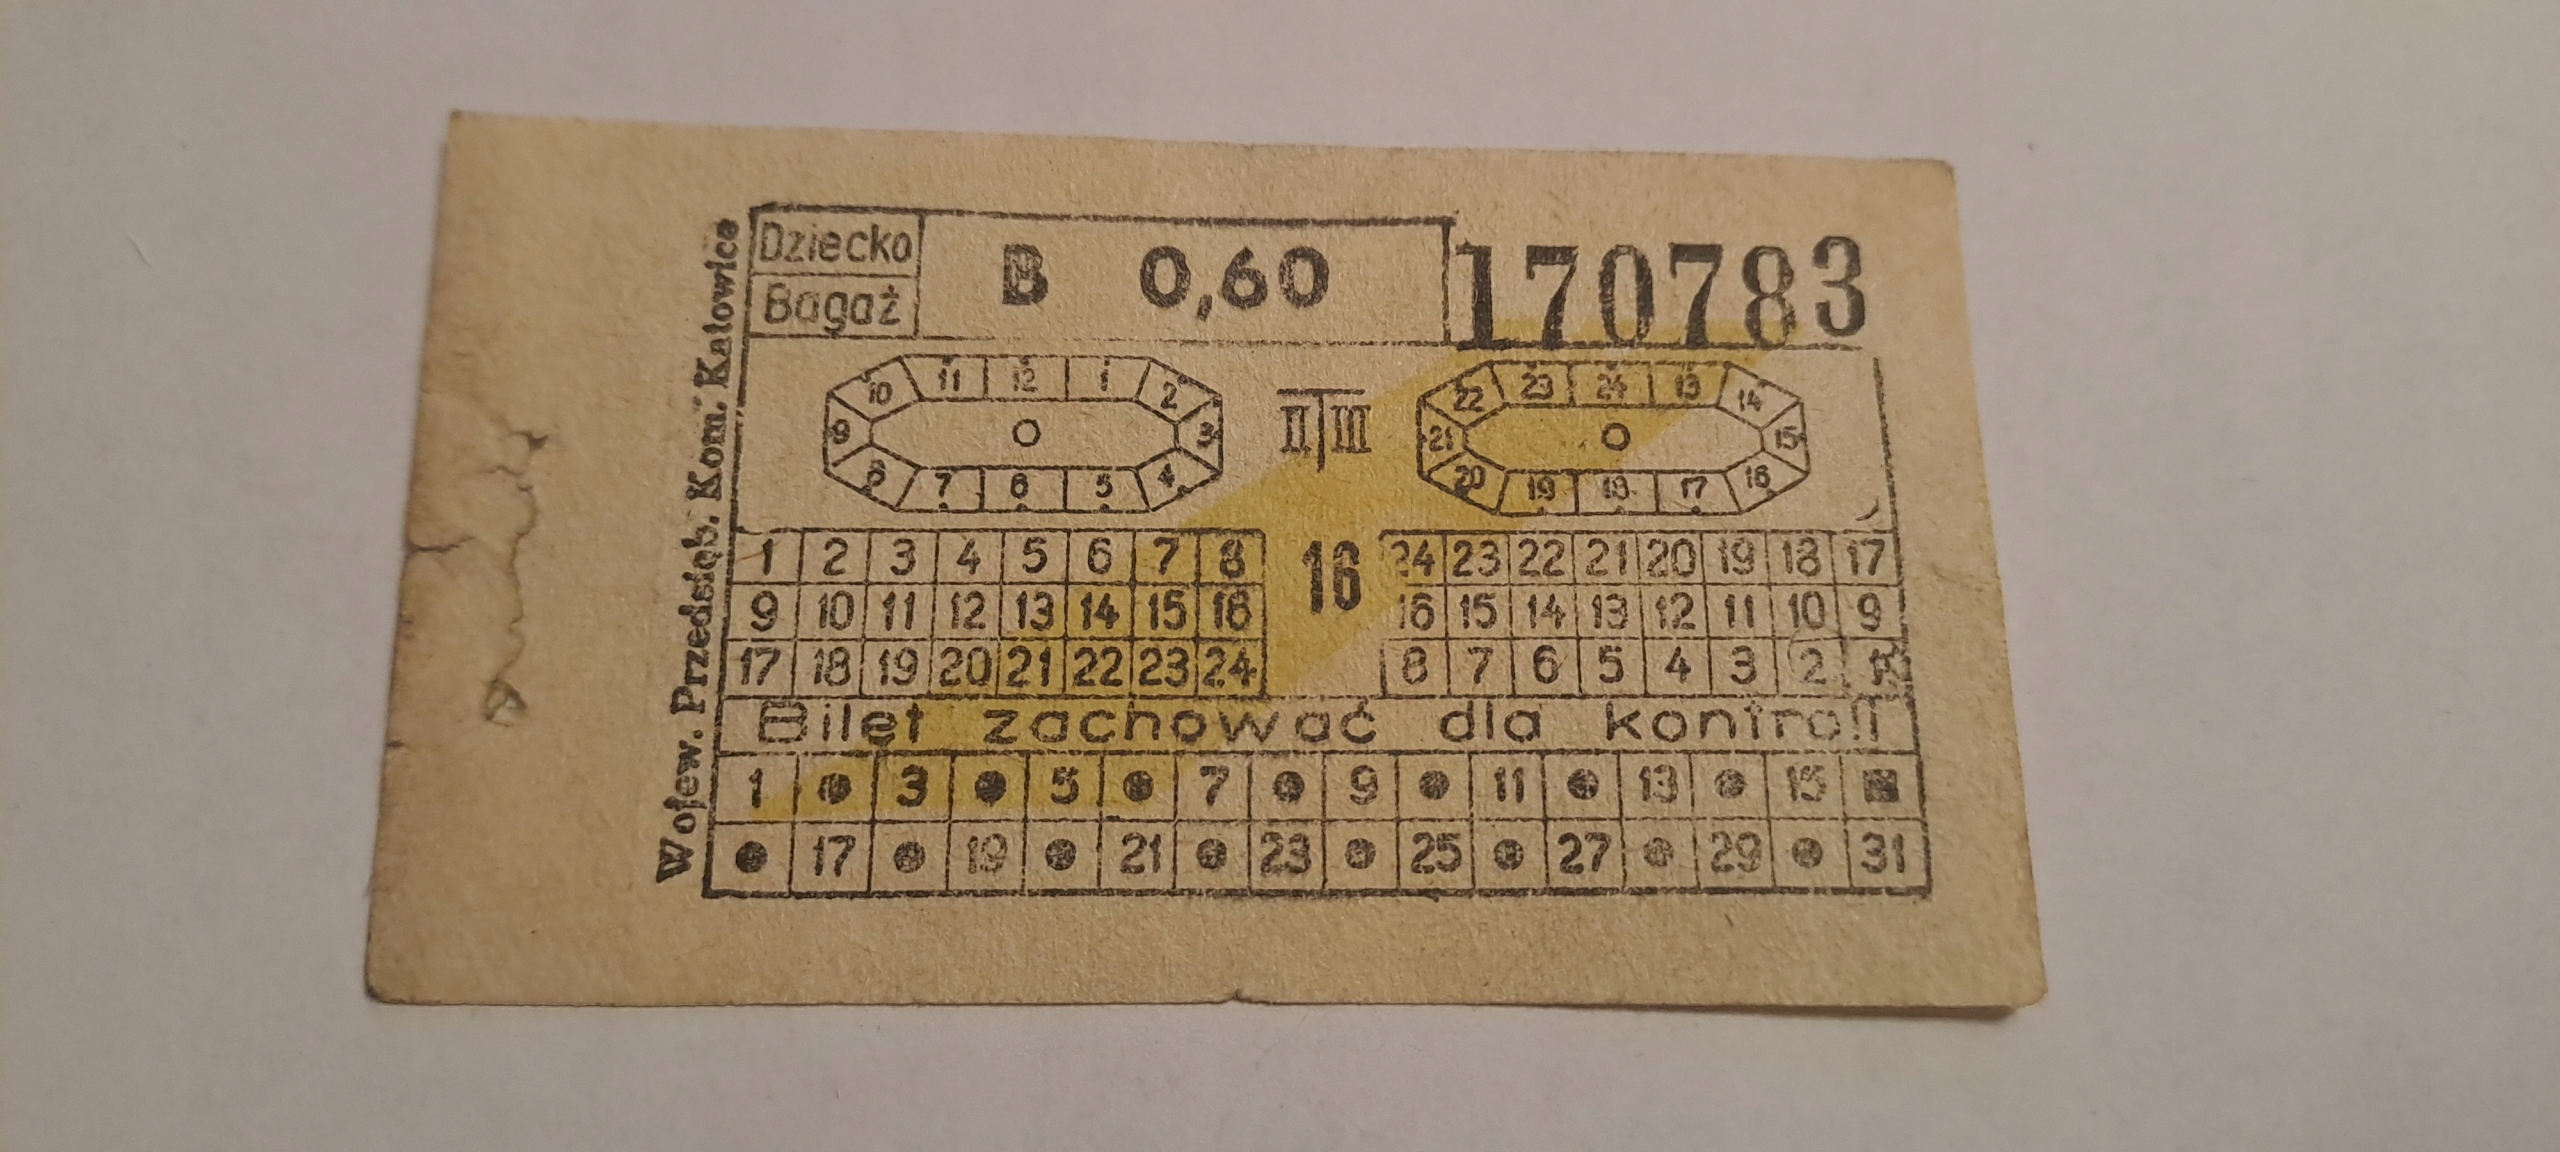 Wojew. Przedsięb. Kom. Katowice
Dziecko
Bagaż
B 0,60
170783
10 11 12 1 2
9 O 3
8 7 6 5 4
II III
22 23 24 13 14
21 O 15
20 19 18 17 16
1 2 3 4 5 6 7 8
9 10 11 12 13 14 15 16
17 18 19 20 21 22 23 24
16
24 23 22 21 20 19 18 17
16 15 14 13 12 11 10 9
8 7 6 5 4 3 2 1
Bilet zachować dla kontroli
1 3 5 7 9 11 13 15
17 19 21 23 25 27 29 31